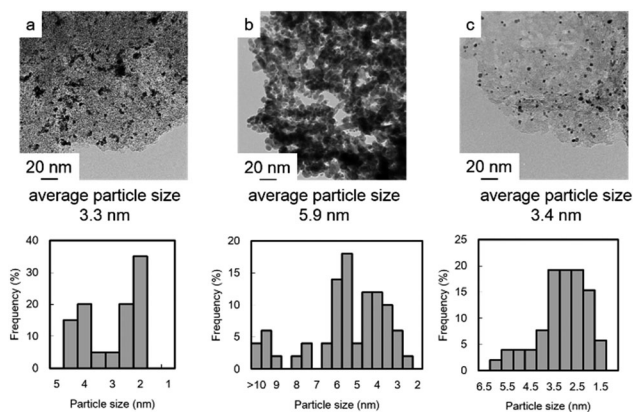 a
b
c
20 nm
20 nm
20 nm
average particle size
3.3 nm
average particle size
5.9 nm
average particle size
3.4 nm
Frequency (%)
40
30
20
10
0
5 4 3 2 1
Particle size (nm)
Frequency (%)
20
15
10
5
0
>10 9 8 7 6 5 4 3 2
Particle size (nm)
Frequency (%)
25
20
15
10
5
0
6.5 5.5 4.5 3.5 2.5 1.5
Particle size (nm)